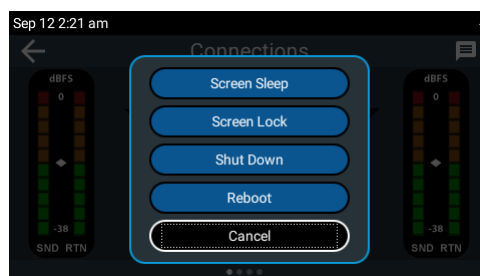 Sep 12 2:21 am
Connections
dBFS
0
-38
SND RTN
Screen Sleep
Screen Lock
Shut Down
Reboot
Cancel
dBFS
0
-38
SND RTN